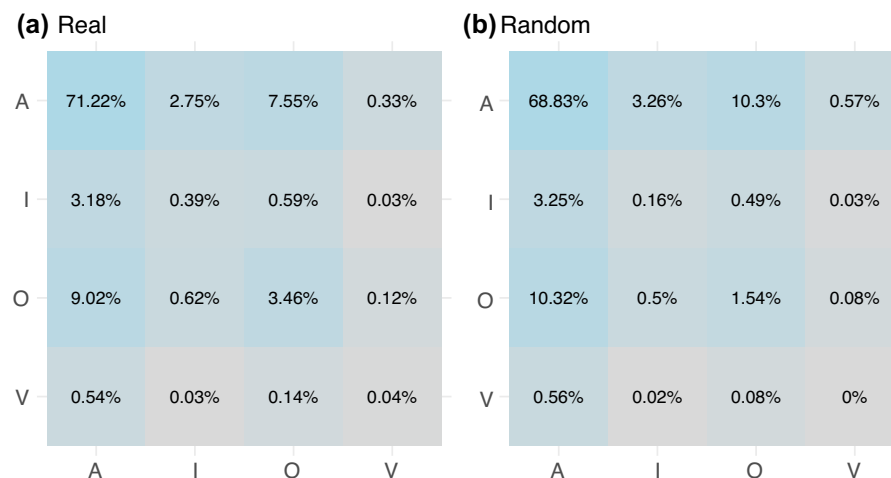 (a) Real
A 71.22% 2.75% 7.55% 0.33%
I 3.18% 0.39% 0.59% 0.03%
O 9.02% 0.62% 3.46% 0.12%
V 0.54% 0.03% 0.14% 0.04%
A I O V
(b) Random
A 68.83% 3.26% 10.3% 0.57%
I 3.25% 0.16% 0.49% 0.03%
O 10.32% 0.5% 1.54% 0.08%
V 0.56% 0.02% 0.08% 0%
A I O V